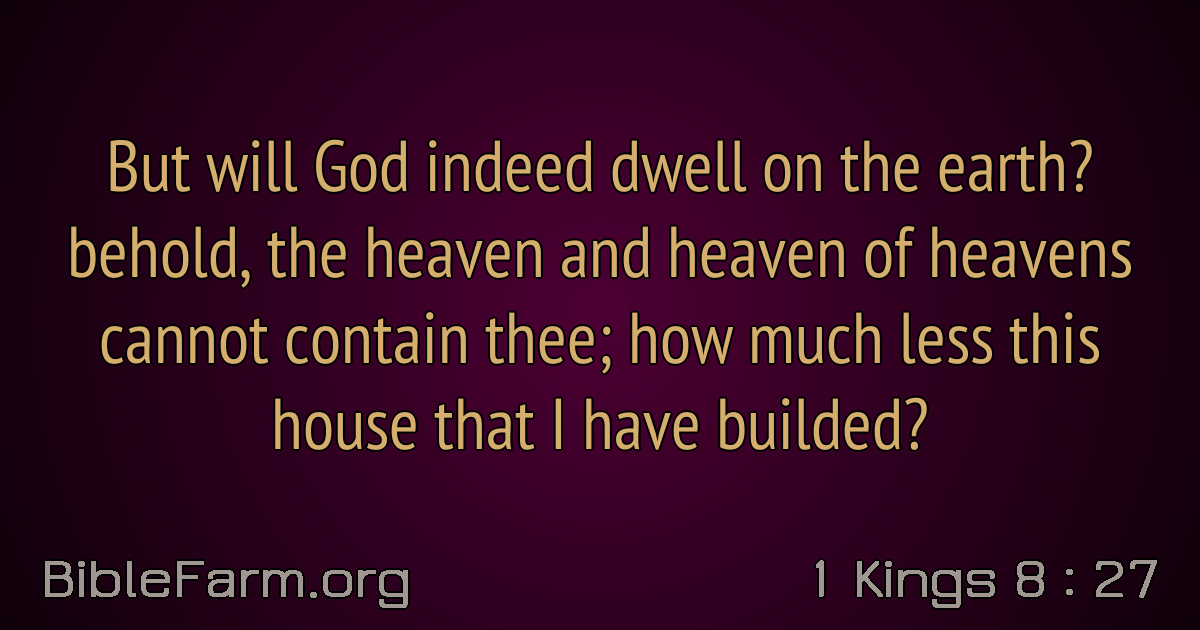 But will God indeed dwell on the earth?
behold, the heaven and heaven of heavens
cannot contain thee; how much less this
house that I have builded?
BibleFarm.org
1 Kings 8 : 27